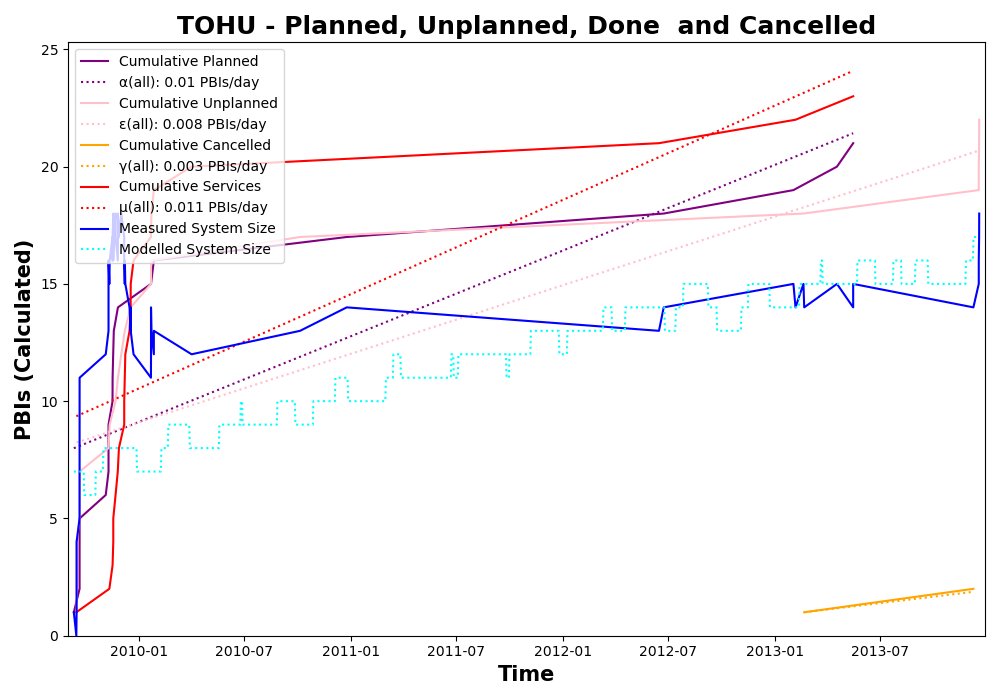 TOHU - Planned, Unplanned, Done  and Cancelled
25
20
15
10
5
0
PBIs (Calculated)
Cumulative Planned
α(all): 0.01 PBIs/day
Cumulative Unplanned
ε(all): 0.008 PBIs/day
Cumulative Cancelled
γ(all): 0.003 PBIs/day
Cumulative Services
μ(all): 0.011 PBIs/day
Measured System Size
Modelled System Size
2010-01 2010-07 2011-01 2011-07 2012-01 2012-07 2013-01 2013-07
Time